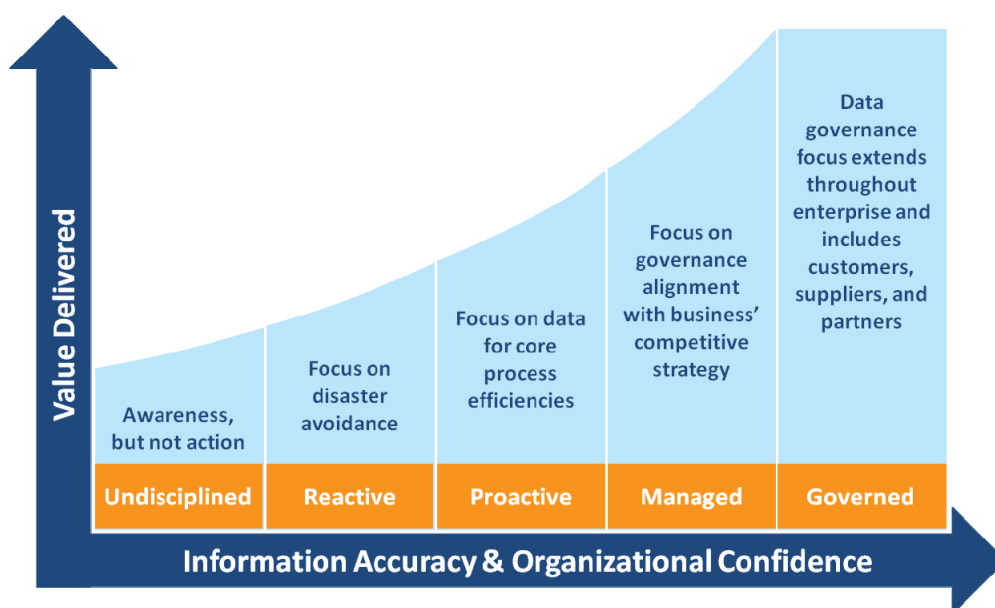 Value Delivered
Awareness,
but not action
Focus on
disaster
avoidance
Focus on data
for core
process
efficiencies
Focus on
governance
alignment
with business’
competitive
strategy
Data
governance
focus extends
throughout
enterprise and
includes
customers,
suppliers, and
partners
Undisciplined
Reactive
Proactive
Managed
Governed
Information Accuracy & Organizational Confidence